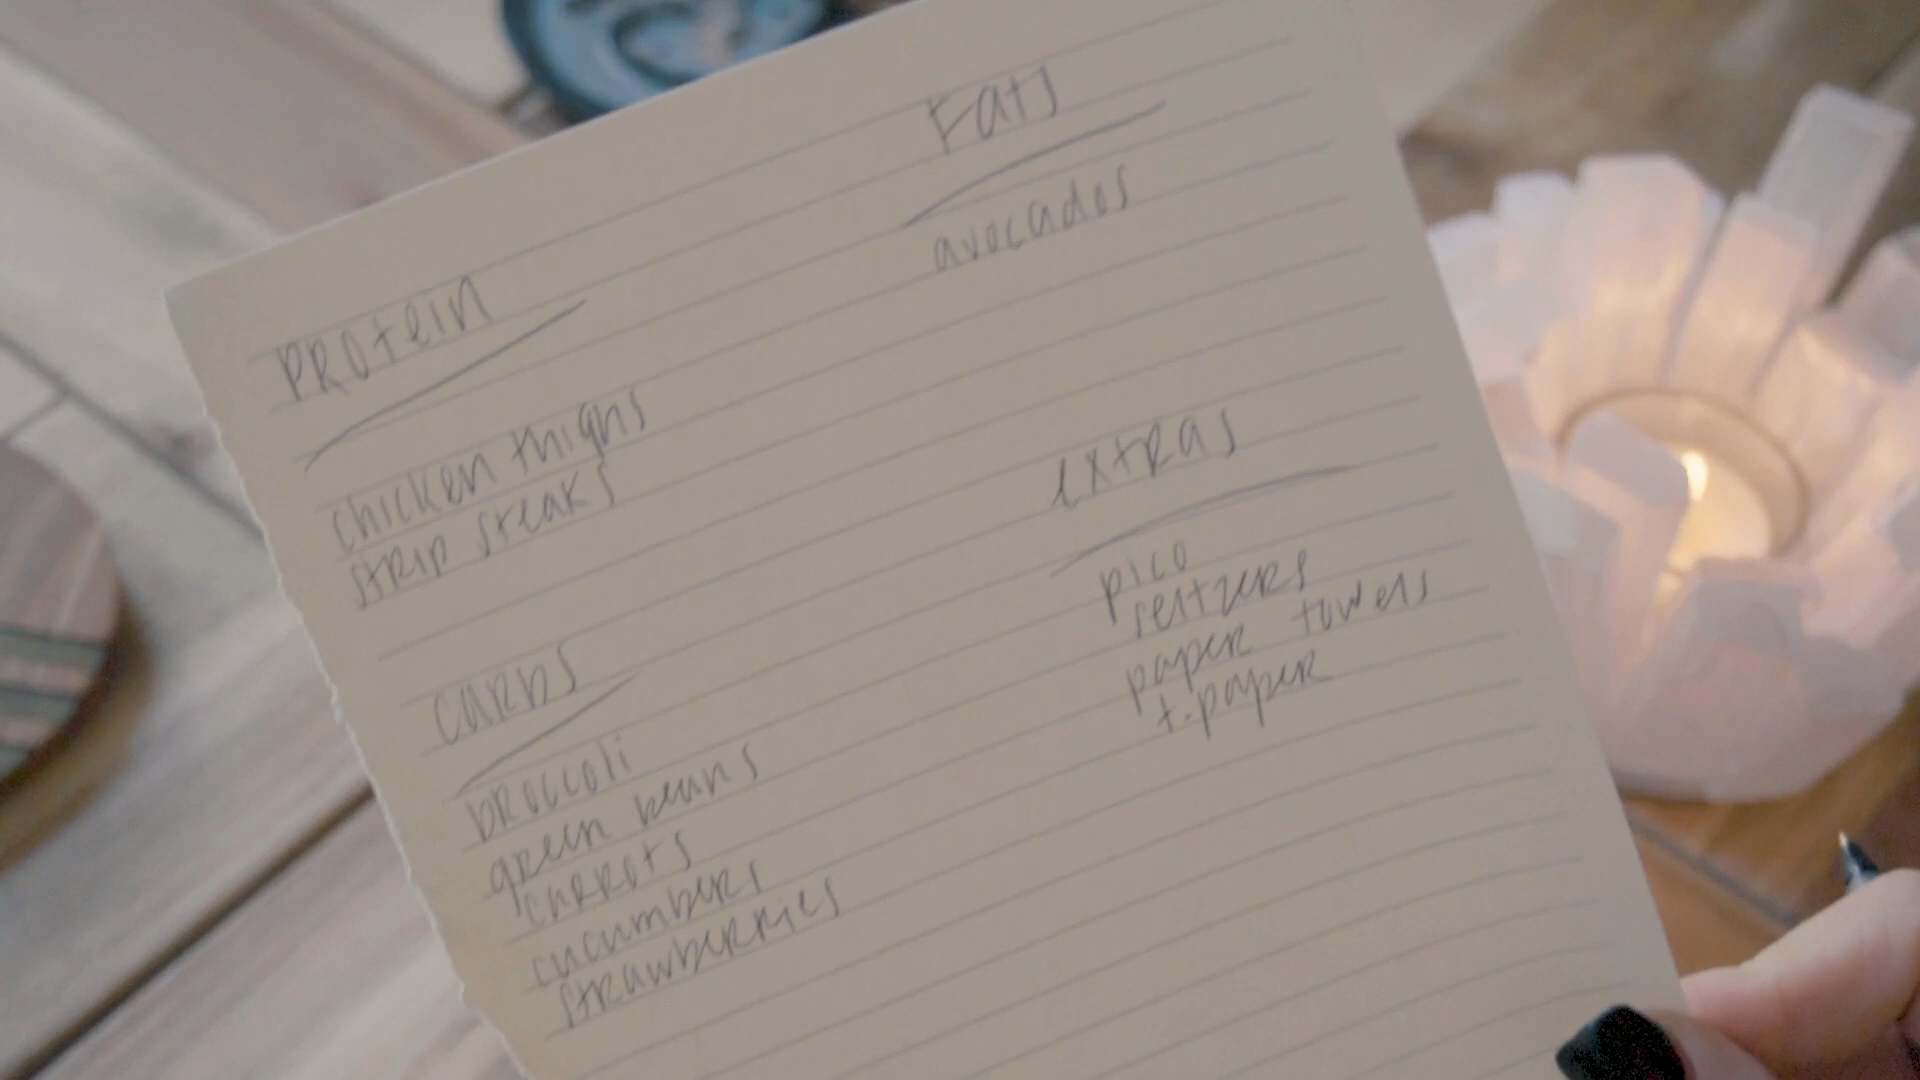 PROtein
chicken thighs
stRip steaks
CARBS
bROccoli
gReen beans
cARROts
cucumbeRs
stRawbeRRies
Fats
avocados
extRas
pico
seltzeRs
papeR towels
t.papeR